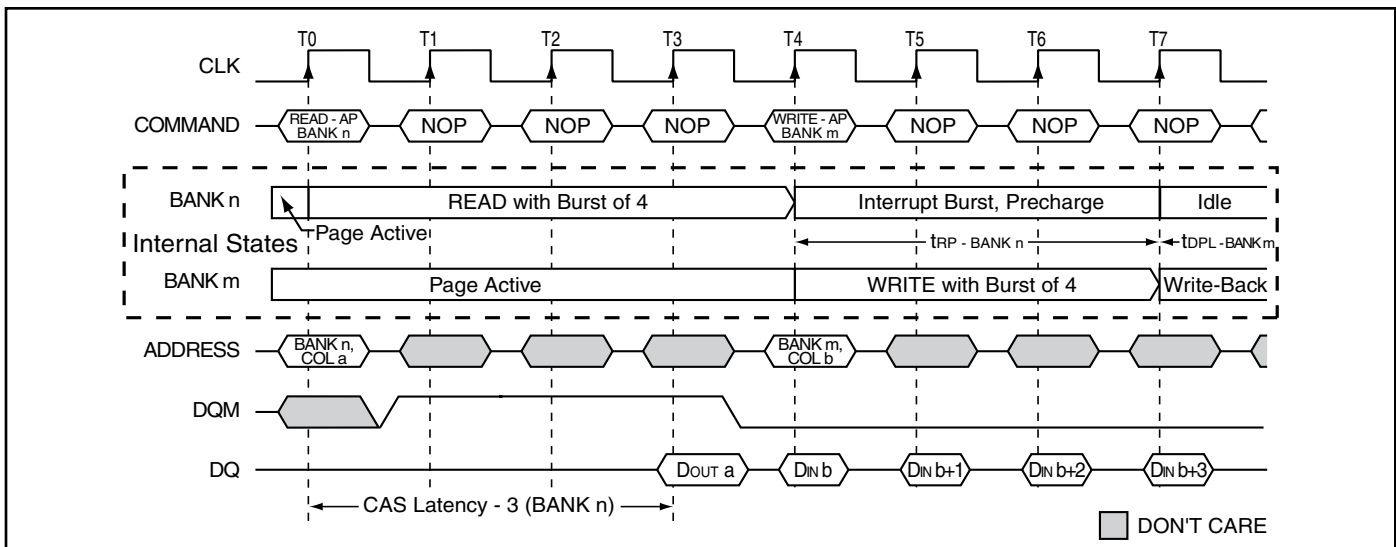 T0 T1 T2 T3 T4 T5 T6 T7
CLK
COMMAND READ - AP BANK n NOP NOP NOP WRITE - AP BANK m NOP NOP NOP
BANK n READ with Burst of 4 Interrupt Burst, Precharge Idle
Internal States Page Active tRP - BANK n tDPL - BANK m
BANK m Page Active WRITE with Burst of 4 Write-Back
ADDRESS BANK n, COL a BANK m, COL b
DQM
DQ DOUT a DIN b DIN b+1 DIN b+2 DIN b+3
CAS Latency - 3 (BANK n)
DON'T CARE